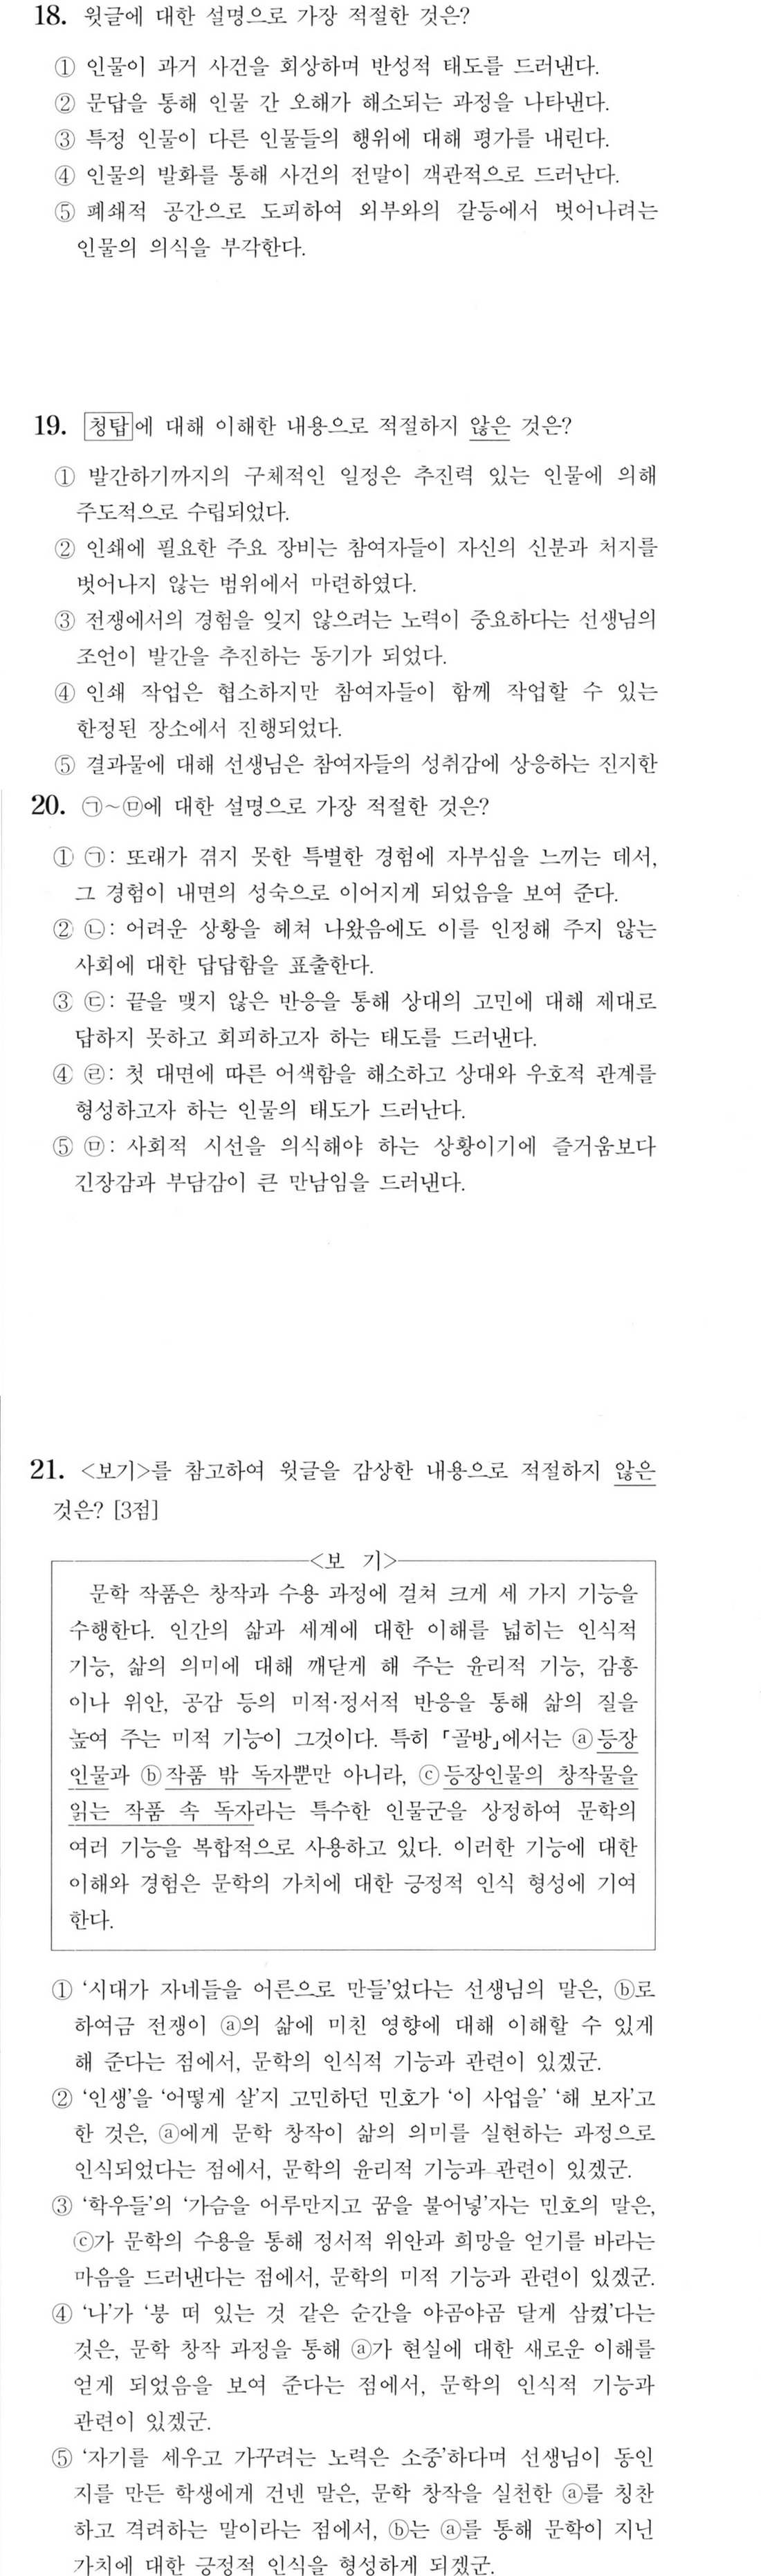 18. 윗글에 대한 설명으로 가장 적절한 것은?
① 인물이 과거 사건을 회상하며 반성적 태도를 드러낸다.
② 문답을 통해 인물 간 오해가 해소되는 과정을 나타낸다.
③ 특정 인물이 다른 인물들의 행위에 대해 평가를 내린다.
④ 인물의 발화를 통해 사건의 전말이 객관적으로 드러난다.
⑤ 폐쇄적 공간으로 도피하여 외부와의 갈등에서 벗어나려는
인물의 의식을 부각한다.
19. 청탑에 대해 이해한 내용으로 적절하지 않은 것은?
① 발간하기까지의 구체적인 일정은 추진력 있는 인물에 의해
주도적으로 수립되었다.
② 인쇄에 필요한 주요 장비는 참여자들이 자신의 신분과 처지를
벗어나지 않는 범위에서 마련하였다.
③ 전쟁에서의 경험을 잊지 않으려는 노력이 중요하다는 선생님의
조언이 발간을 추진하는 동기가 되었다.
④ 인쇄 작업은 협소하지만 참여자들이 함께 작업할 수 있는
한정된 장소에서 진행되었다.
⑤ 결과물에 대해 선생님은 참여자들의 성취감에 상응하는 진지한
20. ㉠~㉤에 대한 설명으로 가장 적절한 것은?
① ㉠: 또래가 겪지 못한 특별한 경험에 자부심을 느끼는 데서,
그 경험이 내면의 성숙으로 이어지게 되었음을 보여 준다.
② ㉡: 어려운 상황을 헤쳐 나왔음에도 이를 인정해 주지 않는
사회에 대한 답답함을 표출한다.
③ ㉢: 끝을 맺지 않은 반응을 통해 상대의 고민에 대해 제대로
답하지 못하고 회피하고자 하는 태도를 드러낸다.
④ ㉣: 첫 대면에 따른 어색함을 해소하고 상대와 우호적 관계를
형성하고자 하는 인물의 태도가 드러난다.
⑤ ㉤: 사회적 시선을 의식해야 하는 상황이기에 즐거움보다
긴장감과 부담감이 큰 만남임을 드러낸다.
21. <보기>를 참고하여 윗글을 감상한 내용으로 적절하지 않은
것은? [3점]
<보 기>
문학 작품은 창작과 수용 과정에 걸쳐 크게 세 가지 기능을
수행한다. 인간의 삶과 세계에 대한 이해를 넓히는 인식적
기능, 삶의 의미에 대해 깨닫게 해 주는 윤리적 기능, 감흥
이나 위안, 공감 등의 미적·정서적 반응을 통해 삶의 질을
높여 주는 미적 기능이 그것이다. 특히 「골방」에서는 ⓐ등장
인물과 ⓑ작품 밖 독자뿐만 아니라, ⓒ등장인물의 창작물을
읽는 작품 속 독자라는 특수한 인물군을 상정하여 문학의
여러 기능을 복합적으로 사용하고 있다. 이러한 기능에 대한
이해와 경험은 문학의 가치에 대한 긍정적 인식 형성에 기여
한다.
① ‘시대가 자네들을 어른으로 만들’었다는 선생님의 말은, ⓑ로
하여금 전쟁이 ⓐ의 삶에 미친 영향에 대해 이해할 수 있게
해 준다는 점에서, 문학의 인식적 기능과 관련이 있겠군.
② ‘인생’을 ‘어떻게 살’지 고민하던 민호가 ‘이 사업을’ ‘해 보자’고
한 것은, ⓐ에게 문학 창작이 삶의 의미를 실현하는 과정으로
인식되었다는 점에서, 문학의 윤리적 기능과 관련이 있겠군.
③ ‘학우들’의 ‘가슴을 어루만지고 꿈을 불어넣’자는 민호의 말은,
ⓒ가 문학의 수용을 통해 정서적 위안과 희망을 얻기를 바라는
마음을 드러낸다는 점에서, 문학의 미적 기능과 관련이 있겠군.
④ ‘나’가 ‘붕 떠 있는 것 같은 순간을 야곰야곰 달게 삼켰’다는
것은, 문학 창작 과정을 통해 ⓐ가 현실에 대한 새로운 이해를
얻게 되었음을 보여 준다는 점에서, 문학의 인식적 기능과
관련이 있겠군.
⑤ ‘자기를 세우고 가꾸려는 노력은 소중’하다며 선생님이 동인
지를 만든 학생에게 건넨 말은, 문학 창작을 실천한 ⓐ를 칭찬
하고 격려하는 말이라는 점에서, ⓑ는 ⓐ를 통해 문학이 지닌
가치에 대한 긍정적 인식을 형성하게 되겠군.